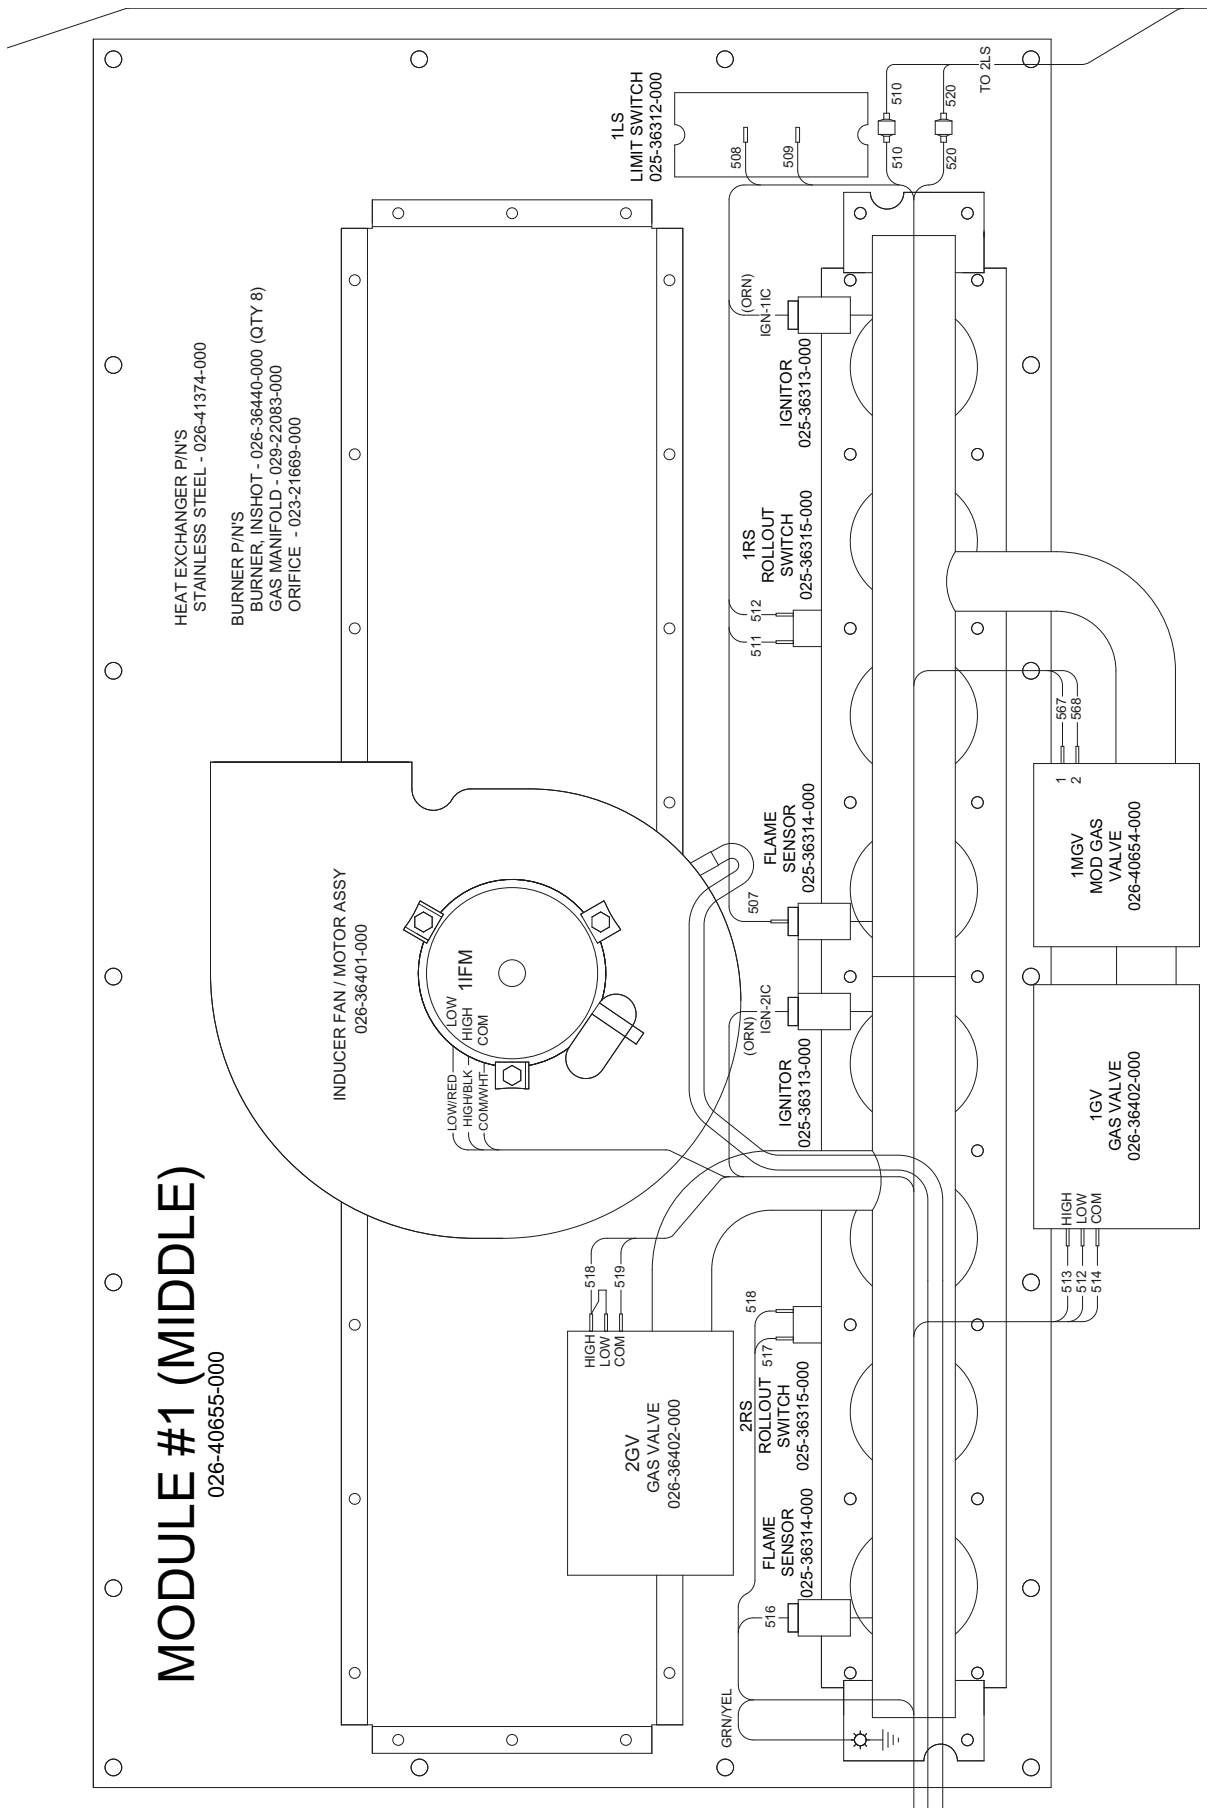 MODULE #1 (MIDDLE)
026-40655-000
HEAT EXCHANGER P/N'S
STAINLESS STEEL - 026-41374-000
BURNER P/N'S
BURNER, INSHOT - 026-36440-000 (QTY 8)
GAS MANIFOLD - 029-22083-000
ORIFICE - 023-21669-000
INDUCER FAN / MOTOR ASSY
026-36401-000
LOW/RED
HIGH/BLK
COM/WHT
LOW
HIGH
COM
1IFM
1LS
LIMIT SWITCH
025-36312-000
508
509
510
510
520
520
TO 2LS
(ORN)
IGN-1IC
IGNITOR
025-36313-000
1RS
ROLLOUT
SWITCH
025-36315-000
511
512
FLAME
SENSOR
025-36314-000
507
(ORN)
IGN-2IC
IGNITOR
025-36313-000
518
519
HIGH
LOW
COM
2GV
GAS VALVE
026-36402-000
2RS
ROLLOUT
SWITCH
025-36315-000
517
518
FLAME
SENSOR
025-36314-000
516
GRN/YEL
567
568
1
2
1MGV
MOD GAS
VALVE
026-40654-000
1GV
GAS VALVE
026-36402-000
HIGH
LOW
COM
513
512
514